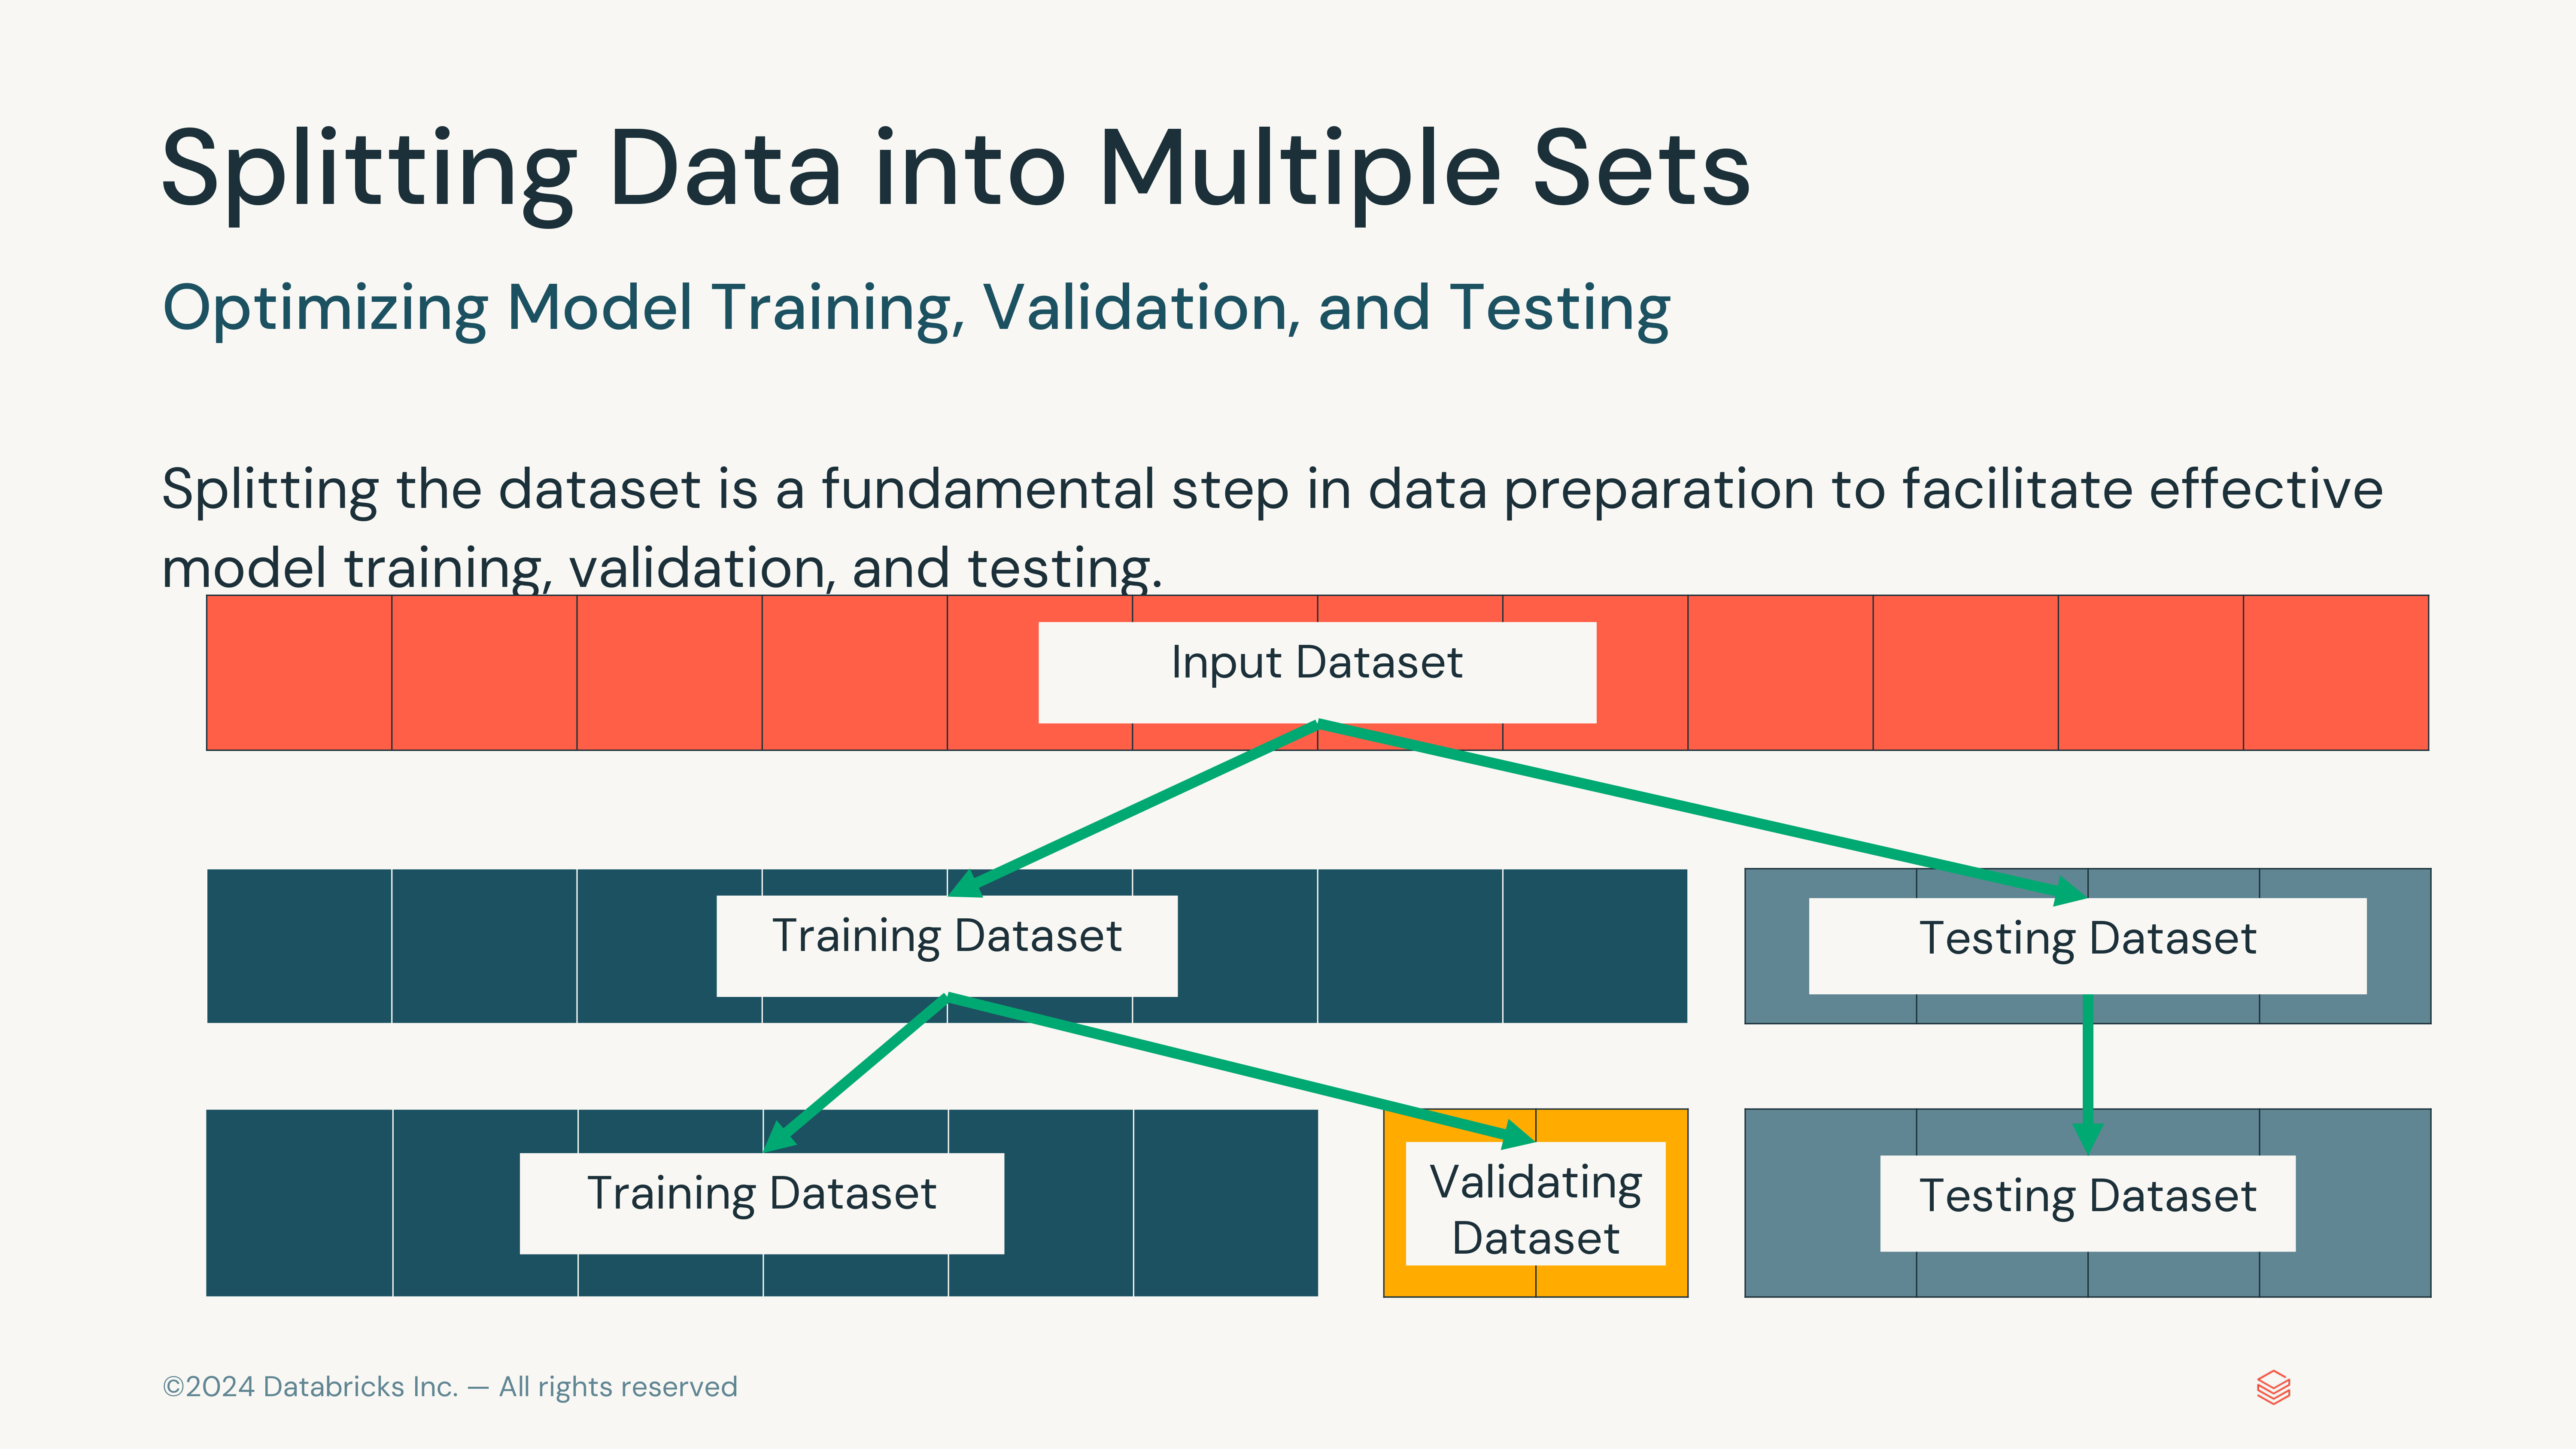 Splitting Data into Multiple Sets
Optimizing Model Training, Validation, and Testing
Splitting the dataset is a fundamental step in data preparation to facilitate effective
model training, validation, and testing.
Input Dataset
Training Dataset
Testing Dataset
Training Dataset
Validating
Dataset
Testing Dataset
©2024 Databricks Inc. — All rights reserved